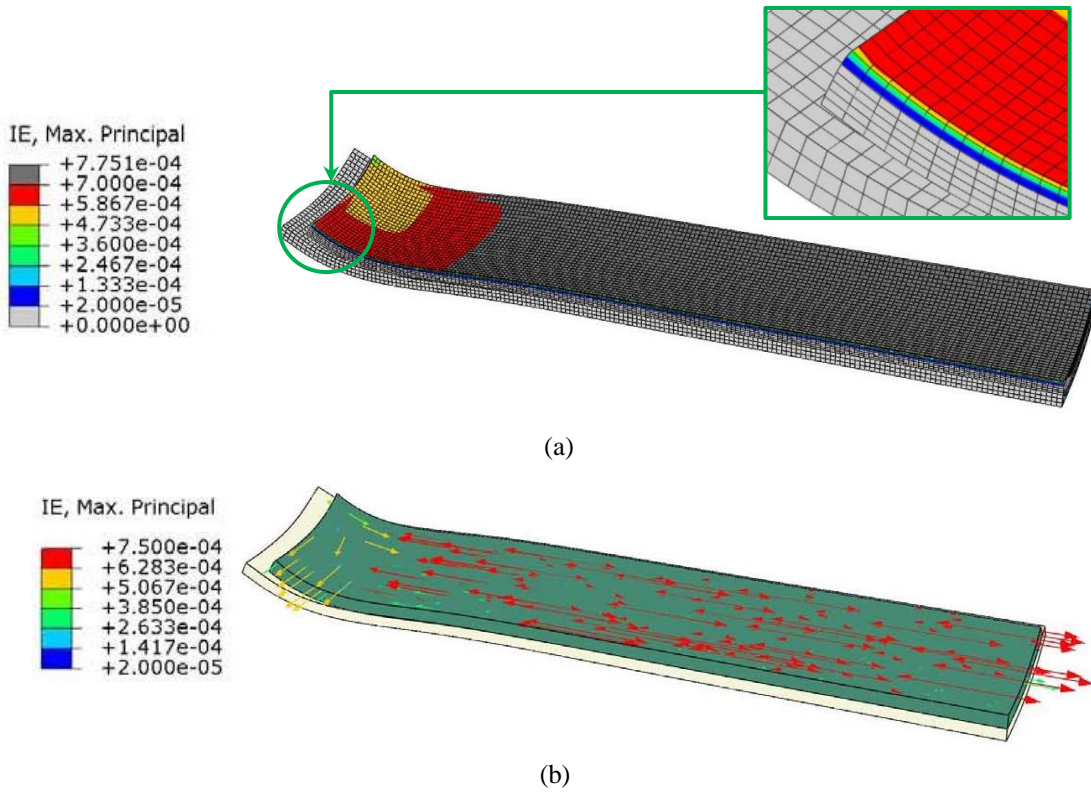 IE, Max. Principal
+7.751e-04
+7.000e-04
+5.867e-04
+4.733e-04
+3.600e-04
+2.467e-04
+1.333e-04
+2.000e-05
+0.000e+00
(a)
IE, Max. Principal
+7.500e-04
+6.283e-04
+5.067e-04
+3.850e-04
+2.633e-04
+1.417e-04
+2.000e-05
(b)